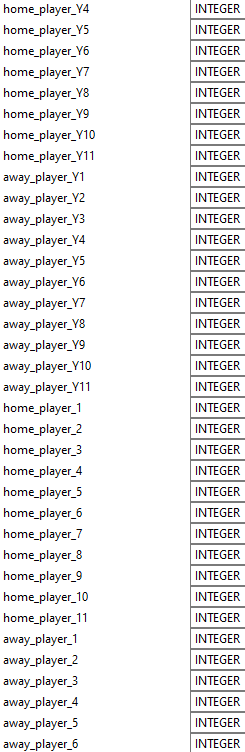 home_player_Y4 INTEGER
home_player_Y5 INTEGER
home_player_Y6 INTEGER
home_player_Y7 INTEGER
home_player_Y8 INTEGER
home_player_Y9 INTEGER
home_player_Y10 INTEGER
home_player_Y11 INTEGER
away_player_Y1 INTEGER
away_player_Y2 INTEGER
away_player_Y3 INTEGER
away_player_Y4 INTEGER
away_player_Y5 INTEGER
away_player_Y6 INTEGER
away_player_Y7 INTEGER
away_player_Y8 INTEGER
away_player_Y9 INTEGER
away_player_Y10 INTEGER
away_player_Y11 INTEGER
home_player_1 INTEGER
home_player_2 INTEGER
home_player_3 INTEGER
home_player_4 INTEGER
home_player_5 INTEGER
home_player_6 INTEGER
home_player_7 INTEGER
home_player_8 INTEGER
home_player_9 INTEGER
home_player_10 INTEGER
home_player_11 INTEGER
away_player_1 INTEGER
away_player_2 INTEGER
away_player_3 INTEGER
away_player_4 INTEGER
away_player_5 INTEGER
away_player_6 INTEGER